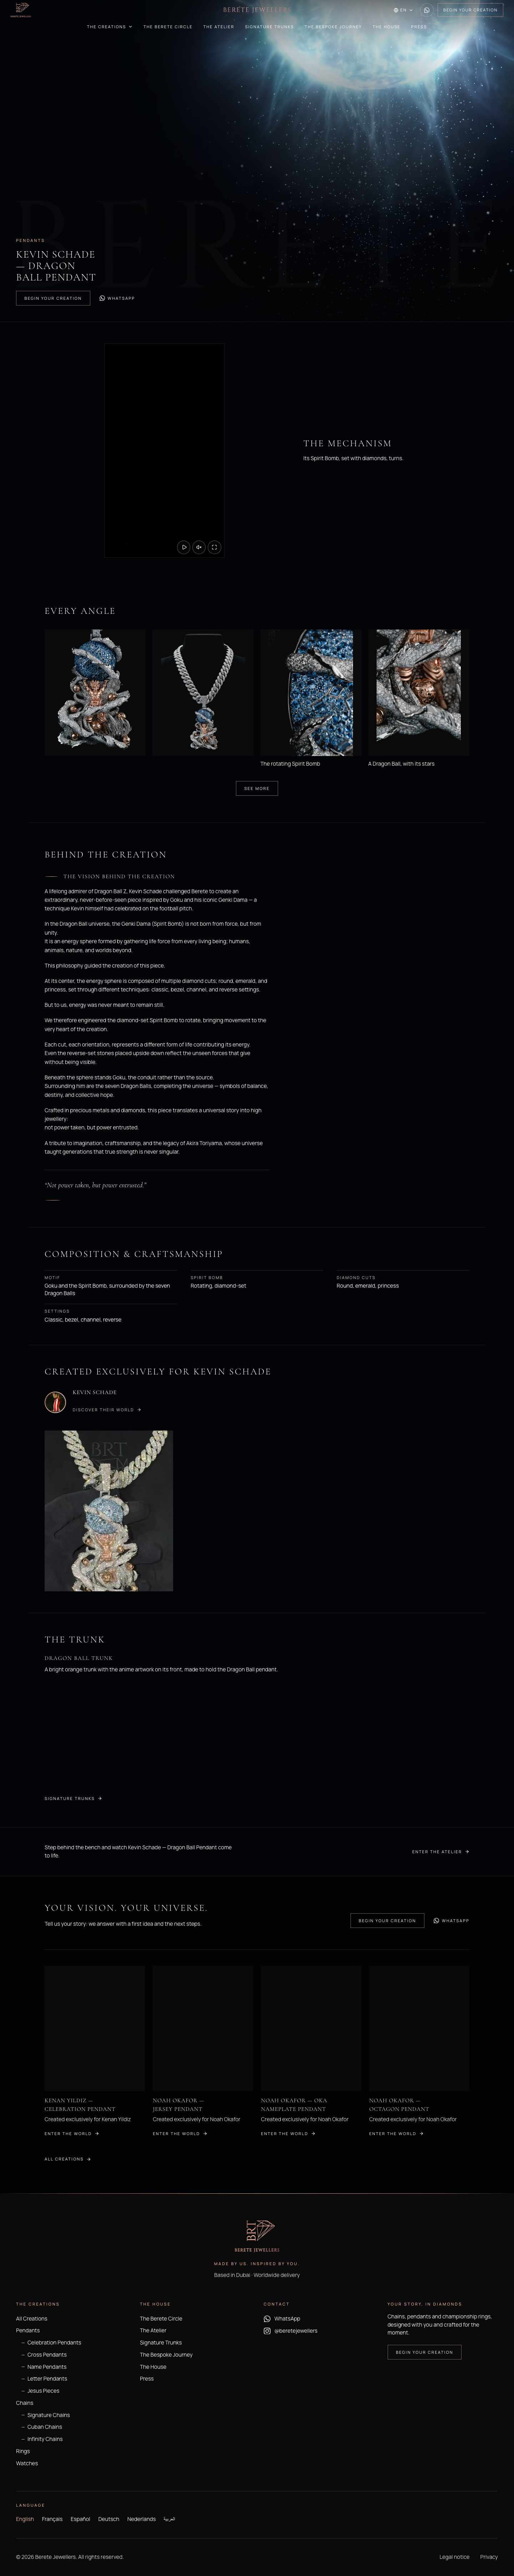 BERETE JEWELLERS
EN
BEGIN YOUR CREATION
THE CREATIONS
THE BERETE CIRCLE
THE ATELIER
SIGNATURE TRUNKS
THE BESPOKE JOURNEY
THE HOUSE
PRESS
BERETE
PENDANTS
KEVIN SCHADE
— DRAGON
BALL PENDANT
BEGIN YOUR CREATION
WHATSAPP
THE MECHANISM
Its Spirit Bomb, set with diamonds, turns.
EVERY ANGLE
The rotating Spirit Bomb
A Dragon Ball, with its stars
SEE MORE
BEHIND THE CREATION
THE VISION BEHIND THE CREATION
A lifelong admirer of Dragon Ball Z, Kevin Schade challenged Berete to create an
extraordinary, never-before-seen piece inspired by Goku and his iconic Genki Dama — a
technique Kevin himself had celebrated on the football pitch.
In the Dragon Ball universe, the Genki Dama (Spirit Bomb) is not born from force, but from
unity.
It is an energy sphere formed by gathering life force from every living being; humans,
animals, nature, and worlds beyond.
This philosophy guided the creation of this piece.
At its center, the energy sphere is composed of multiple diamond cuts; round, emerald, and
princess, set through different techniques: classic, bezel, channel, and reverse settings.
But to us, energy was never meant to remain still.
We therefore engineered the diamond-set Spirit Bomb to rotate, bringing movement to the
very heart of the creation.
Each cut, each orientation, represents a different form of life contributing its energy.
Even the reverse-set stones placed upside down reflect the unseen forces that give
without being visible.
Beneath the sphere stands Goku, the conduit rather than the source.
Surrounding him are the seven Dragon Balls, completing the universe — symbols of balance,
destiny, and collective hope.
Crafted in precious metals and diamonds, this piece translates a universal story into high
jewellery:
not power taken, but power entrusted.
A tribute to imagination, craftsmanship, and the legacy of Akira Toriyama, whose universe
taught generations that true strength is never singular.
“Not power taken, but power entrusted.”
COMPOSITION & CRAFTSMANSHIP
MOTIF
Goku and the Spirit Bomb, surrounded by the seven
Dragon Balls
SPIRIT BOMB
Rotating, diamond-set
DIAMOND CUTS
Round, emerald, princess
SETTINGS
Classic, bezel, channel, reverse
CREATED EXCLUSIVELY FOR KEVIN SCHADE
KEVIN SCHADE
DISCOVER THEIR WORLD →
THE TRUNK
DRAGON BALL TRUNK
A bright orange trunk with the anime artwork on its front, made to hold the Dragon Ball pendant.
SIGNATURE TRUNKS →
Step behind the bench and watch Kevin Schade — Dragon Ball Pendant come
to life.
ENTER THE ATELIER →
YOUR VISION. YOUR UNIVERSE.
Tell us your story: we answer with a first idea and the next steps.
BEGIN YOUR CREATION
WHATSAPP
KENAN YILDIZ —
CELEBRATION PENDANT
Created exclusively for Kenan Yildiz
ENTER THE WORLD →
NOAH OKAFOR —
JERSEY PENDANT
Created exclusively for Noah Okafor
ENTER THE WORLD →
NOAH OKAFOR — OKA
NAMEPLATE PENDANT
Created exclusively for Noah Okafor
ENTER THE WORLD →
NOAH OKAFOR —
OCTAGON PENDANT
Created exclusively for Noah Okafor
ENTER THE WORLD →
ALL CREATIONS →
BRT
BERETE JEWELLERS
MADE BY US. INSPIRED BY YOU.
Based in Dubai · Worldwide delivery
THE CREATIONS
All Creations
Pendants
— Celebration Pendants
— Cross Pendants
— Name Pendants
— Letter Pendants
— Jesus Pieces
Chains
— Signature Chains
— Cuban Chains
— Infinity Chains
Rings
Watches
THE HOUSE
The Berete Circle
The Atelier
Signature Trunks
The Bespoke Journey
The House
Press
CONTACT
WhatsApp
@beretejewellers
YOUR STORY, IN DIAMONDS
Chains, pendants and championship rings,
designed with you and crafted for the
moment.
BEGIN YOUR CREATION
LANGUAGE
English
Français
Español
Deutsch
Nederlands
العربية
© 2026 Berete Jewellers. All rights reserved.
Legal notice
Privacy